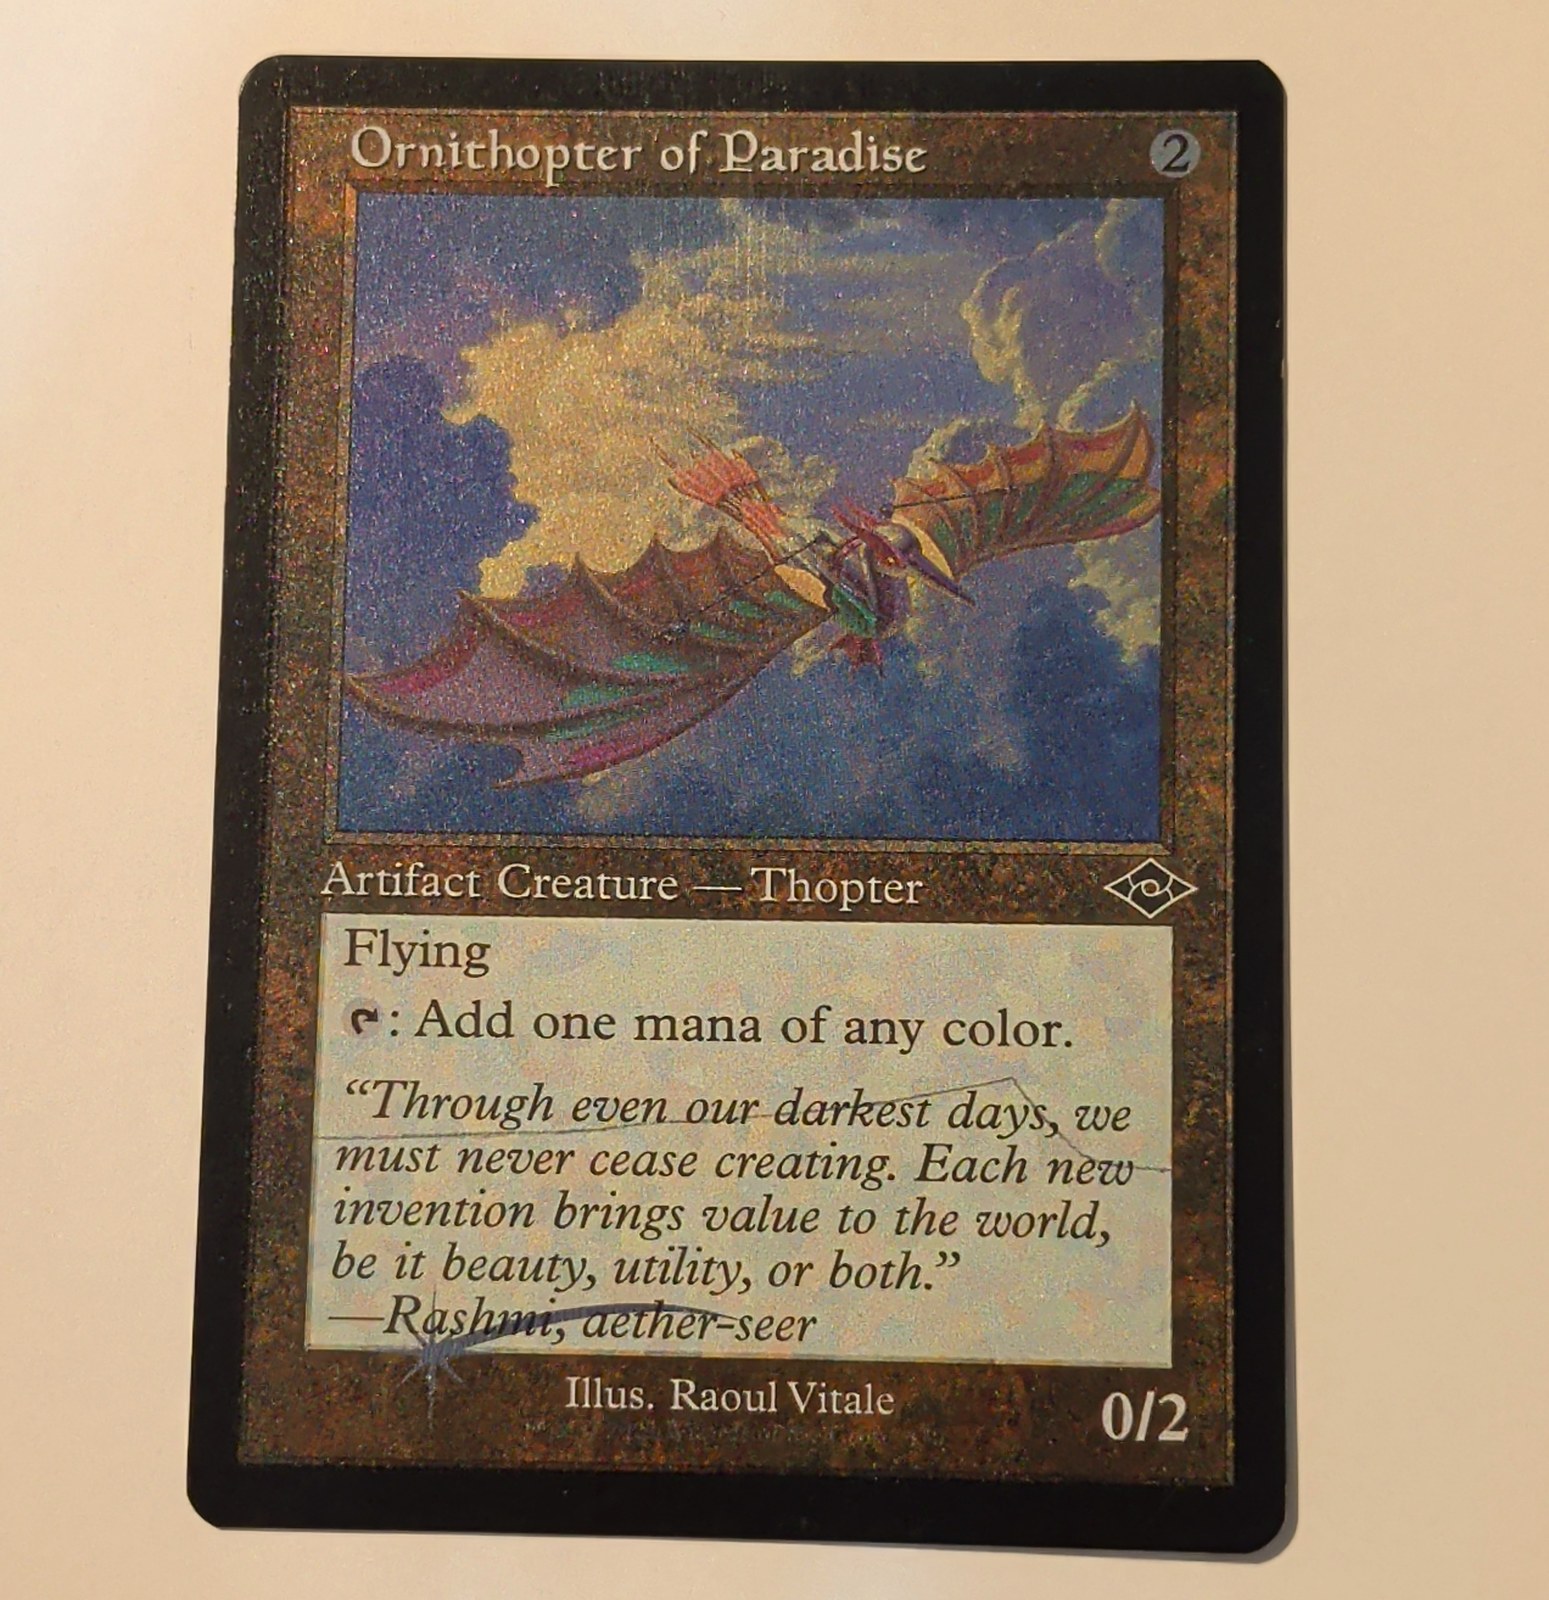 Ornithopter of Paradise 2
Artifact Creature — Thopter
Flying
: Add one mana of any color.
“Through even our darkest days, we
must never cease creating. Each new
invention brings value to the world,
be it beauty, utility, or both.”
—Rashmi, aether-seer
Illus. Raoul Vitale
0/2